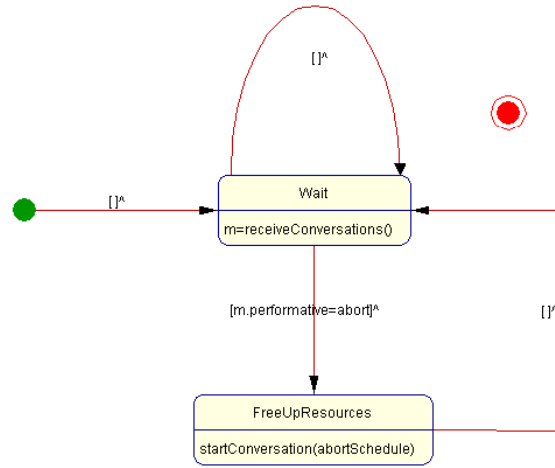 [ ]^
[ ]^
Wait
m=receiveConversations()
[m.performative=abort]^
[ ]^
FreeUpResources
startConversation(abortSchedule)